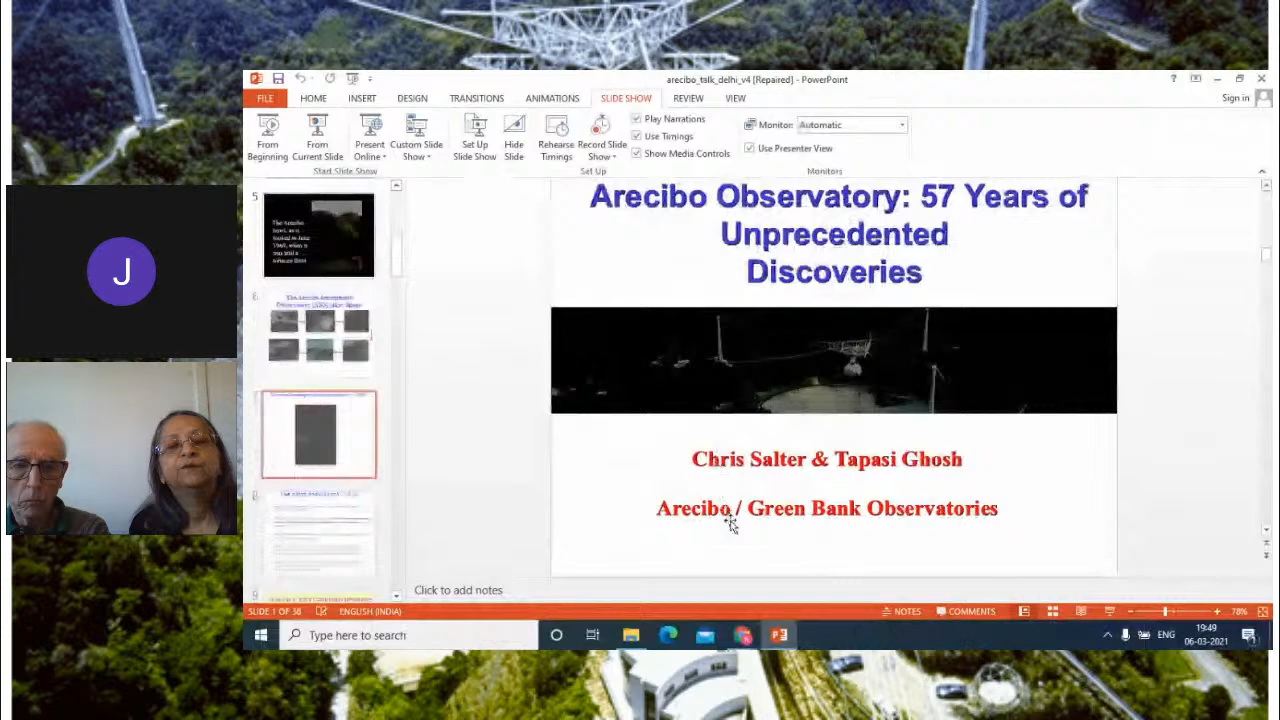 arecibo_talk_delhi_v4 [Repaired] - PowerPoint
FILE HOME INSERT DESIGN TRANSITIONS ANIMATIONS SLIDE SHOW REVIEW VIEW Sign in
From Beginning
From Current Slide
Present Online
Custom Slide Show
Set Up Slide Show
Hide Slide
Rehearse Timings
Record Slide Show
Play Narrations
Use Timings
Show Media Controls
Monitor: Automatic
Use Presenter View
Start Slide Show
Set Up
Monitors
J
5
6
8
9
Arecibo Observatory: 57 Years of
Unprecedented
Discoveries
Chris Salter & Tapasi Ghosh
Arecibo / Green Bank Observatories
Click to add notes
SLIDE 1 OF 38 ENGLISH (INDIA) NOTES COMMENTS 78%
Type here to search
ENG
19:49
06-03-2021